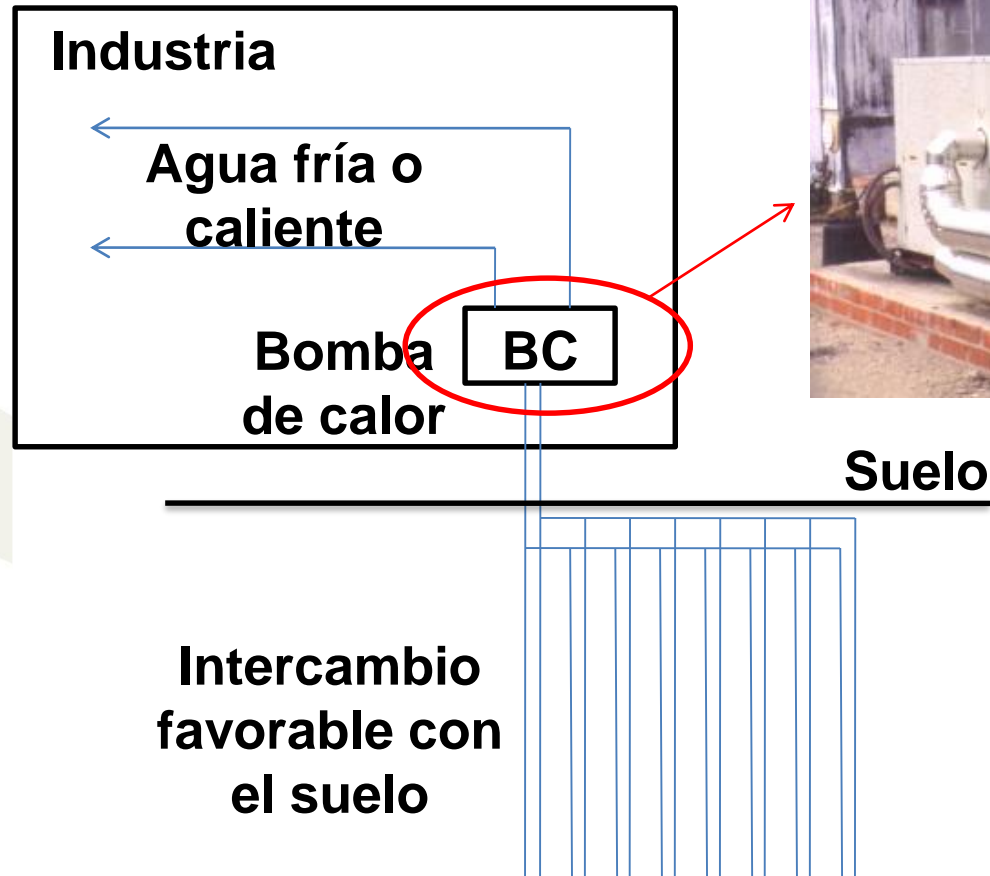 Industria
Agua fría o
caliente
Bomba
de calor
BC
Suelo
Intercambio
favorable con
el suelo